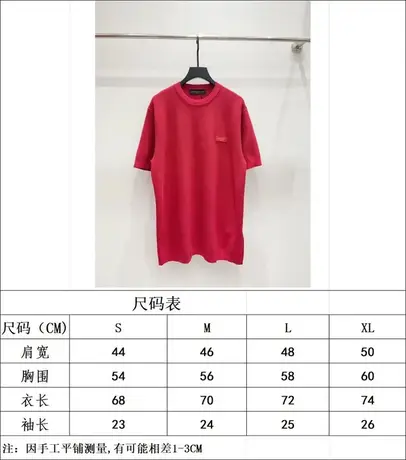 尺码表
尺码（CM) S M L XL
肩宽 44 46 48 50
胸围 54 56 58 60
衣长 68 70 72 74
袖长 23 24 25 26
注：因手工平铺测量,有可能相差1-3CM